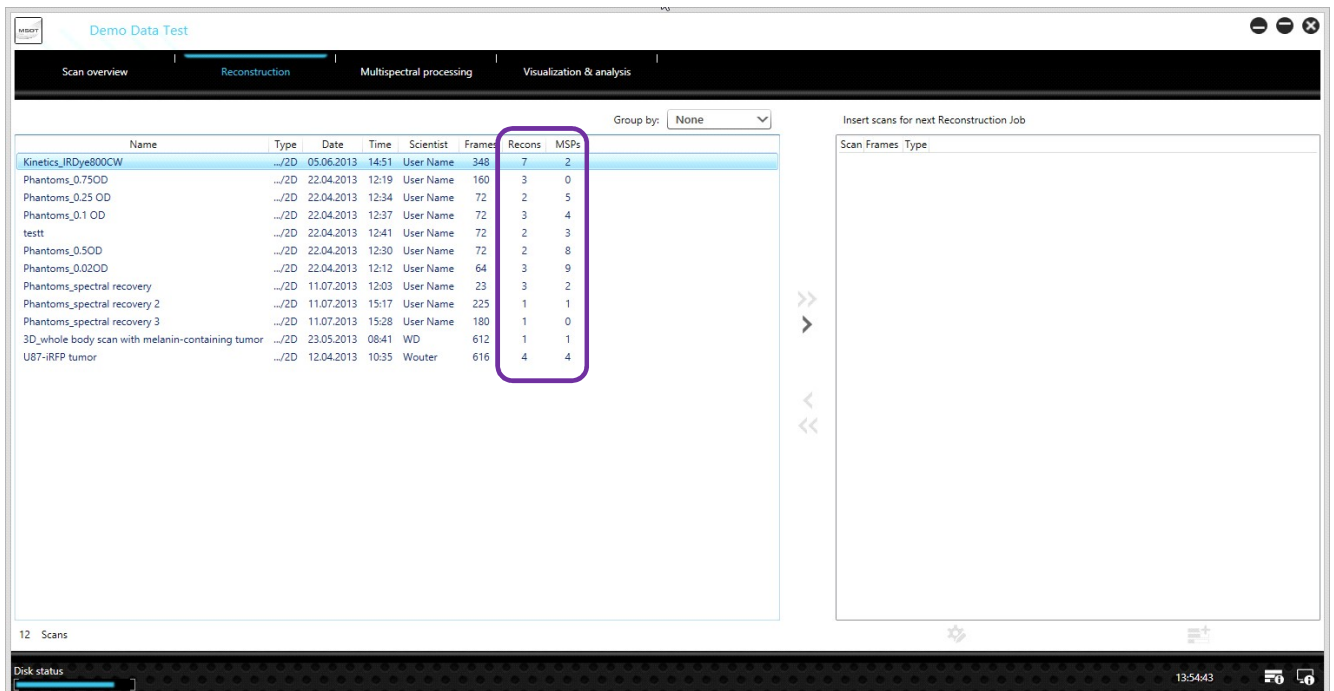 MSOT Demo Data Test
Scan overview Reconstruction Multispectral processing Visualization & analysis
Group by: None Insert scans for next Reconstruction Job
Name Type Date Time Scientist Frames Recons MSPs Scan Frames Type
Kinetics_IRDye800CW .../2D 05.06.2013 14:51 User Name 348 7 2
Phantoms_0.75OD .../2D 22.04.2013 12:19 User Name 160 3 0
Phantoms_0.25 OD .../2D 22.04.2013 12:34 User Name 72 2 5
Phantoms_0.1 OD .../2D 22.04.2013 12:37 User Name 72 3 4
testt .../2D 22.04.2013 12:41 User Name 72 2 3
Phantoms_0.5OD .../2D 22.04.2013 12:30 User Name 72 2 8
Phantoms_0.02OD .../2D 22.04.2013 12:12 User Name 64 3 9
Phantoms_spectral recovery .../2D 11.07.2013 12:03 User Name 23 3 2
Phantoms_spectral recovery 2 .../2D 11.07.2013 15:17 User Name 225 1 1
Phantoms_spectral recovery 3 .../2D 11.07.2013 15:28 User Name 180 1 0
3D_whole body scan with melanin-containing tumor .../2D 23.05.2013 08:41 WD 612 1 1
U87-iRFP tumor .../2D 12.04.2013 10:35 Wouter 616 4 4
12 Scans
Disk status
13:54:43